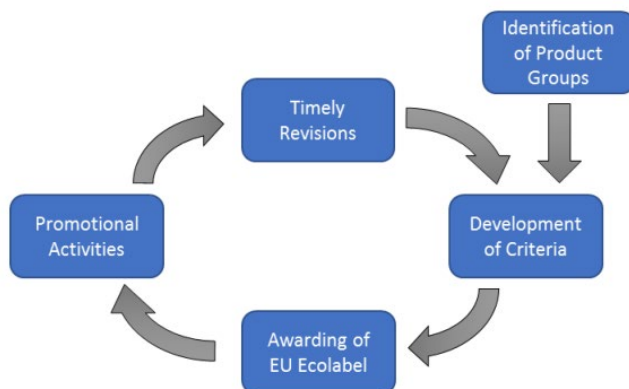 Identification
of Product
Groups
Timely
Revisions
Promotional
Activities
Development
of Criteria
Awarding of
EU Ecolabel